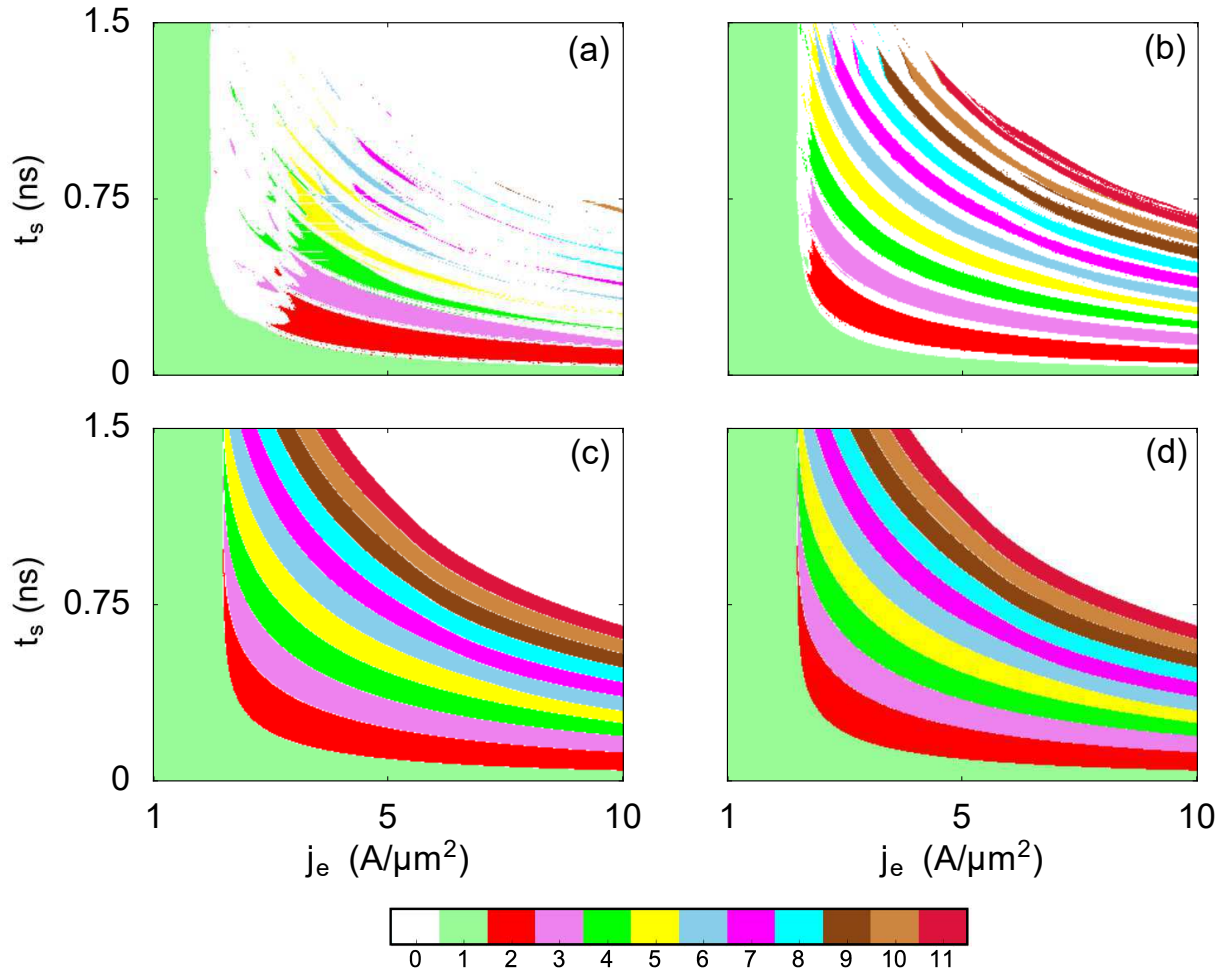 1.5
(a)
(b)
t_s (ns)
0.75
0
1.5
(c)
(d)
t_s (ns)
0.75
0
1 5 10 1 5 10
j_e (A/μm²) j_e (A/μm²)
0 1 2 3 4 5 6 7 8 9 10 11